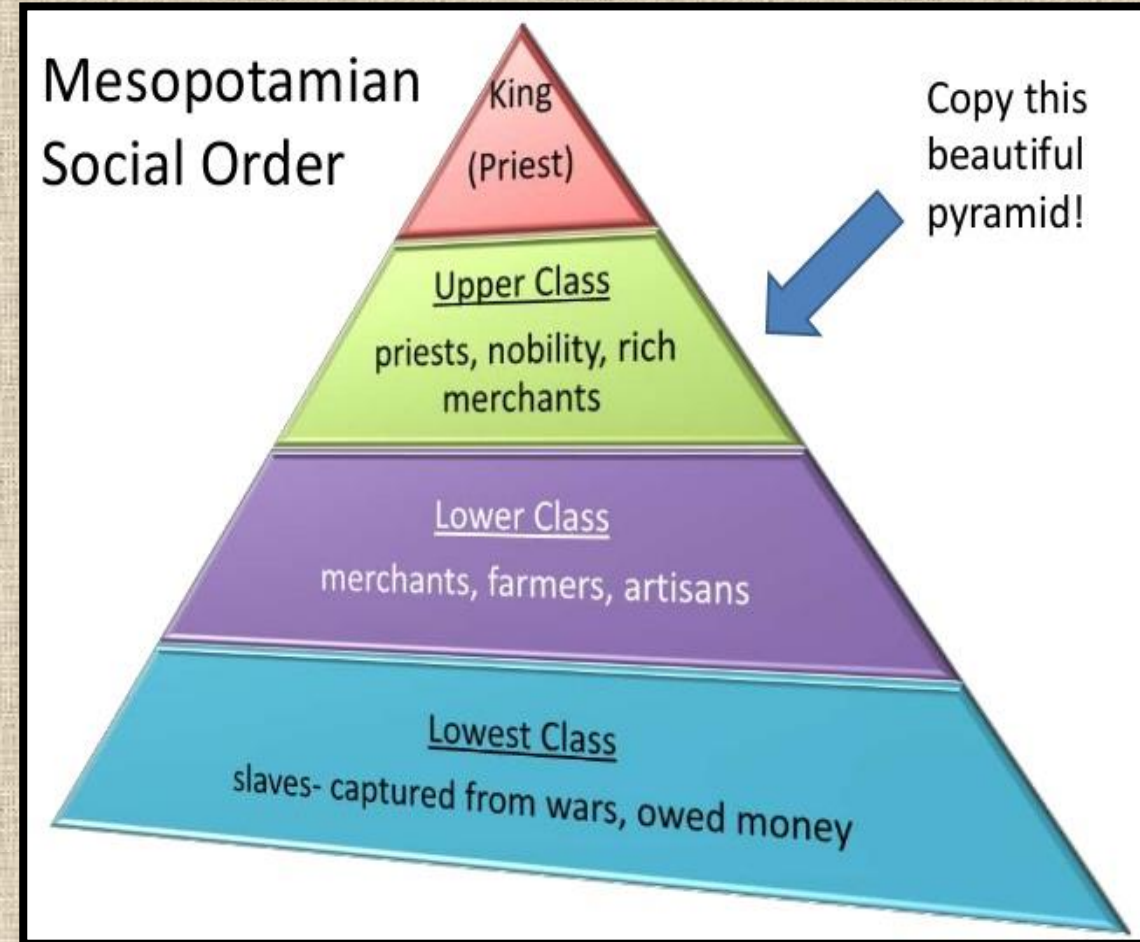 Mesopotamian
Social Order
King
(Priest)
Copy this
beautiful
pyramid!
Upper Class
priests, nobility, rich
merchants
Lower Class
merchants, farmers, artisans
Lowest Class
slaves- captured from wars, owed money